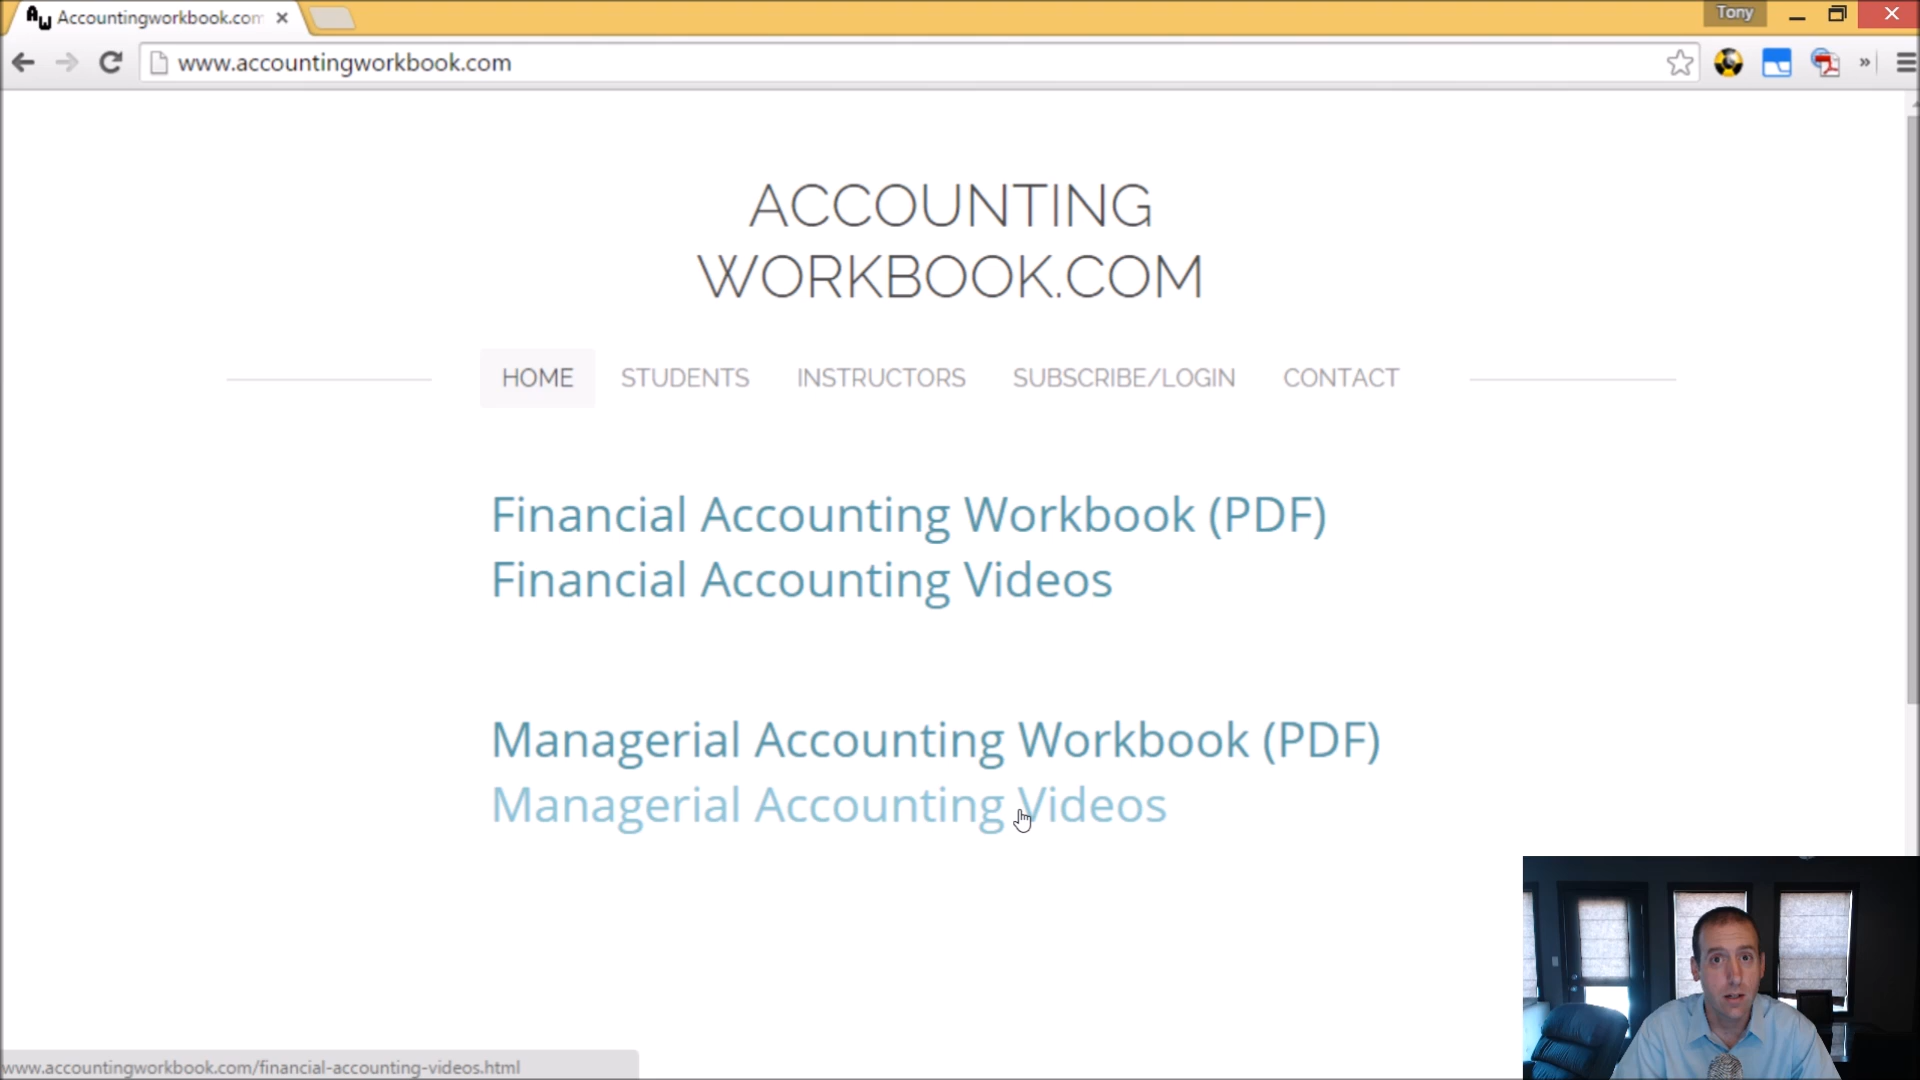 Accountingworkbook.com
Tony
www.accountingworkbook.com
ACCOUNTING
WORKBOOK.COM
HOME STUDENTS INSTRUCTORS SUBSCRIBE/LOGIN CONTACT
Financial Accounting Workbook (PDF)
Financial Accounting Videos
Managerial Accounting Workbook (PDF)
Managerial Accounting Videos
www.accountingworkbook.com/financial-accounting-videos.html